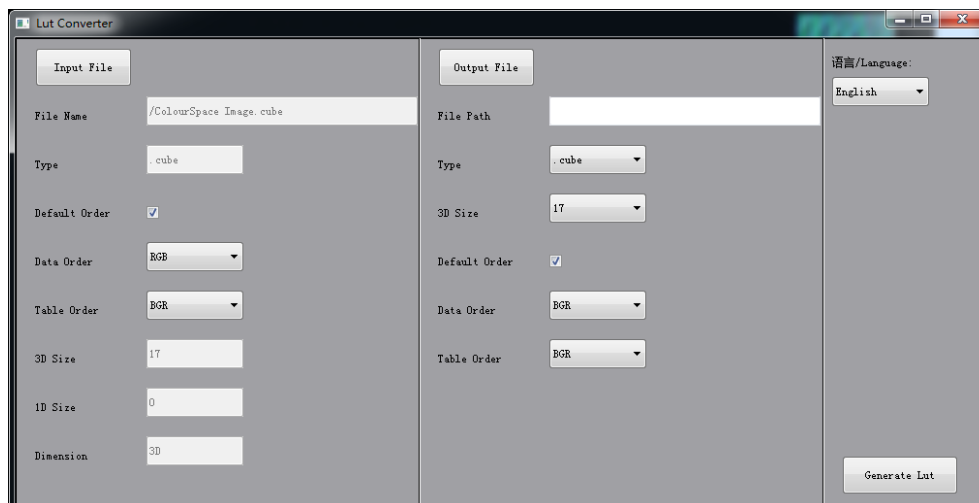 Lut Converter
Input File
File Name /ColourSpace Image.cube
Type .cube
Default Order
Data Order RGB
Table Order BGR
3D Size 17
1D Size 0
Dimension 3D
Output File
File Path
Type .cube
3D Size 17
Default Order
Data Order BGR
Table Order BGR
语言/Language:
English
Generate Lut